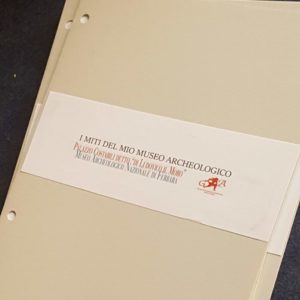 I MITI DEL MIO MUSEO ARCHEOLOGICO
PALAZZO COSTABILI DETTO "DI LUDOVICO IL MORO"
MUSEO ARCHEOLOGICO NAZIONALE DI FERRARA